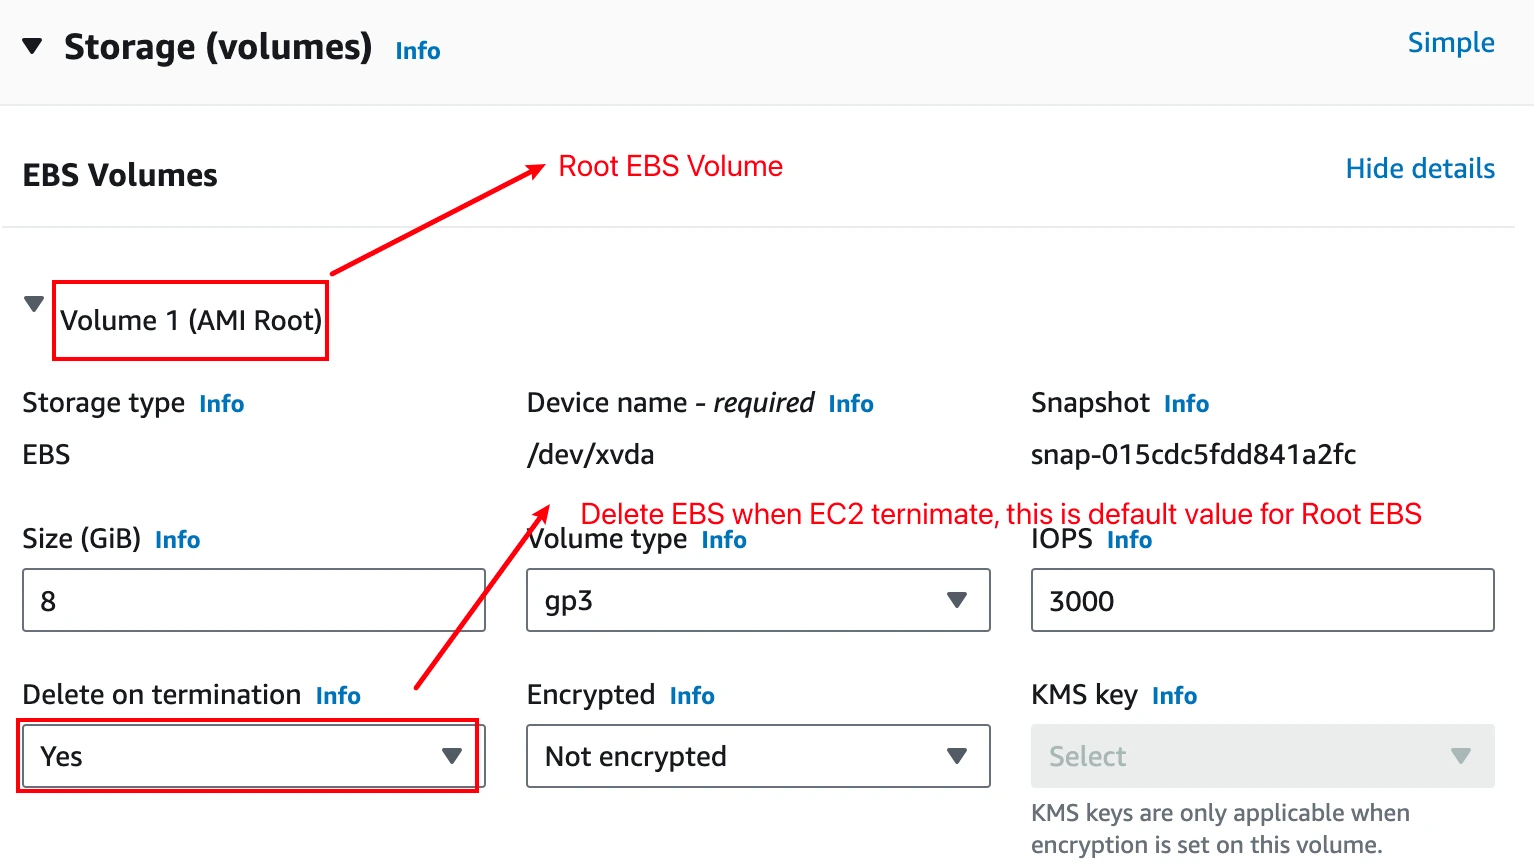 Storage (volumes) Info Simple
EBS Volumes Root EBS Volume Hide details
Volume 1 (AMI Root)
Storage type Info Device name - required Info Snapshot Info
EBS /dev/xvda snap-015cdc5fdd841a2fc
Delete EBS when EC2 ternimate, this is default value for Root EBS
Size (GiB) Info Volume type Info IOPS Info
8 gp3 3000
Delete on termination Info Encrypted Info KMS key Info
Yes Not encrypted Select
KMS keys are only applicable when
encryption is set on this volume.